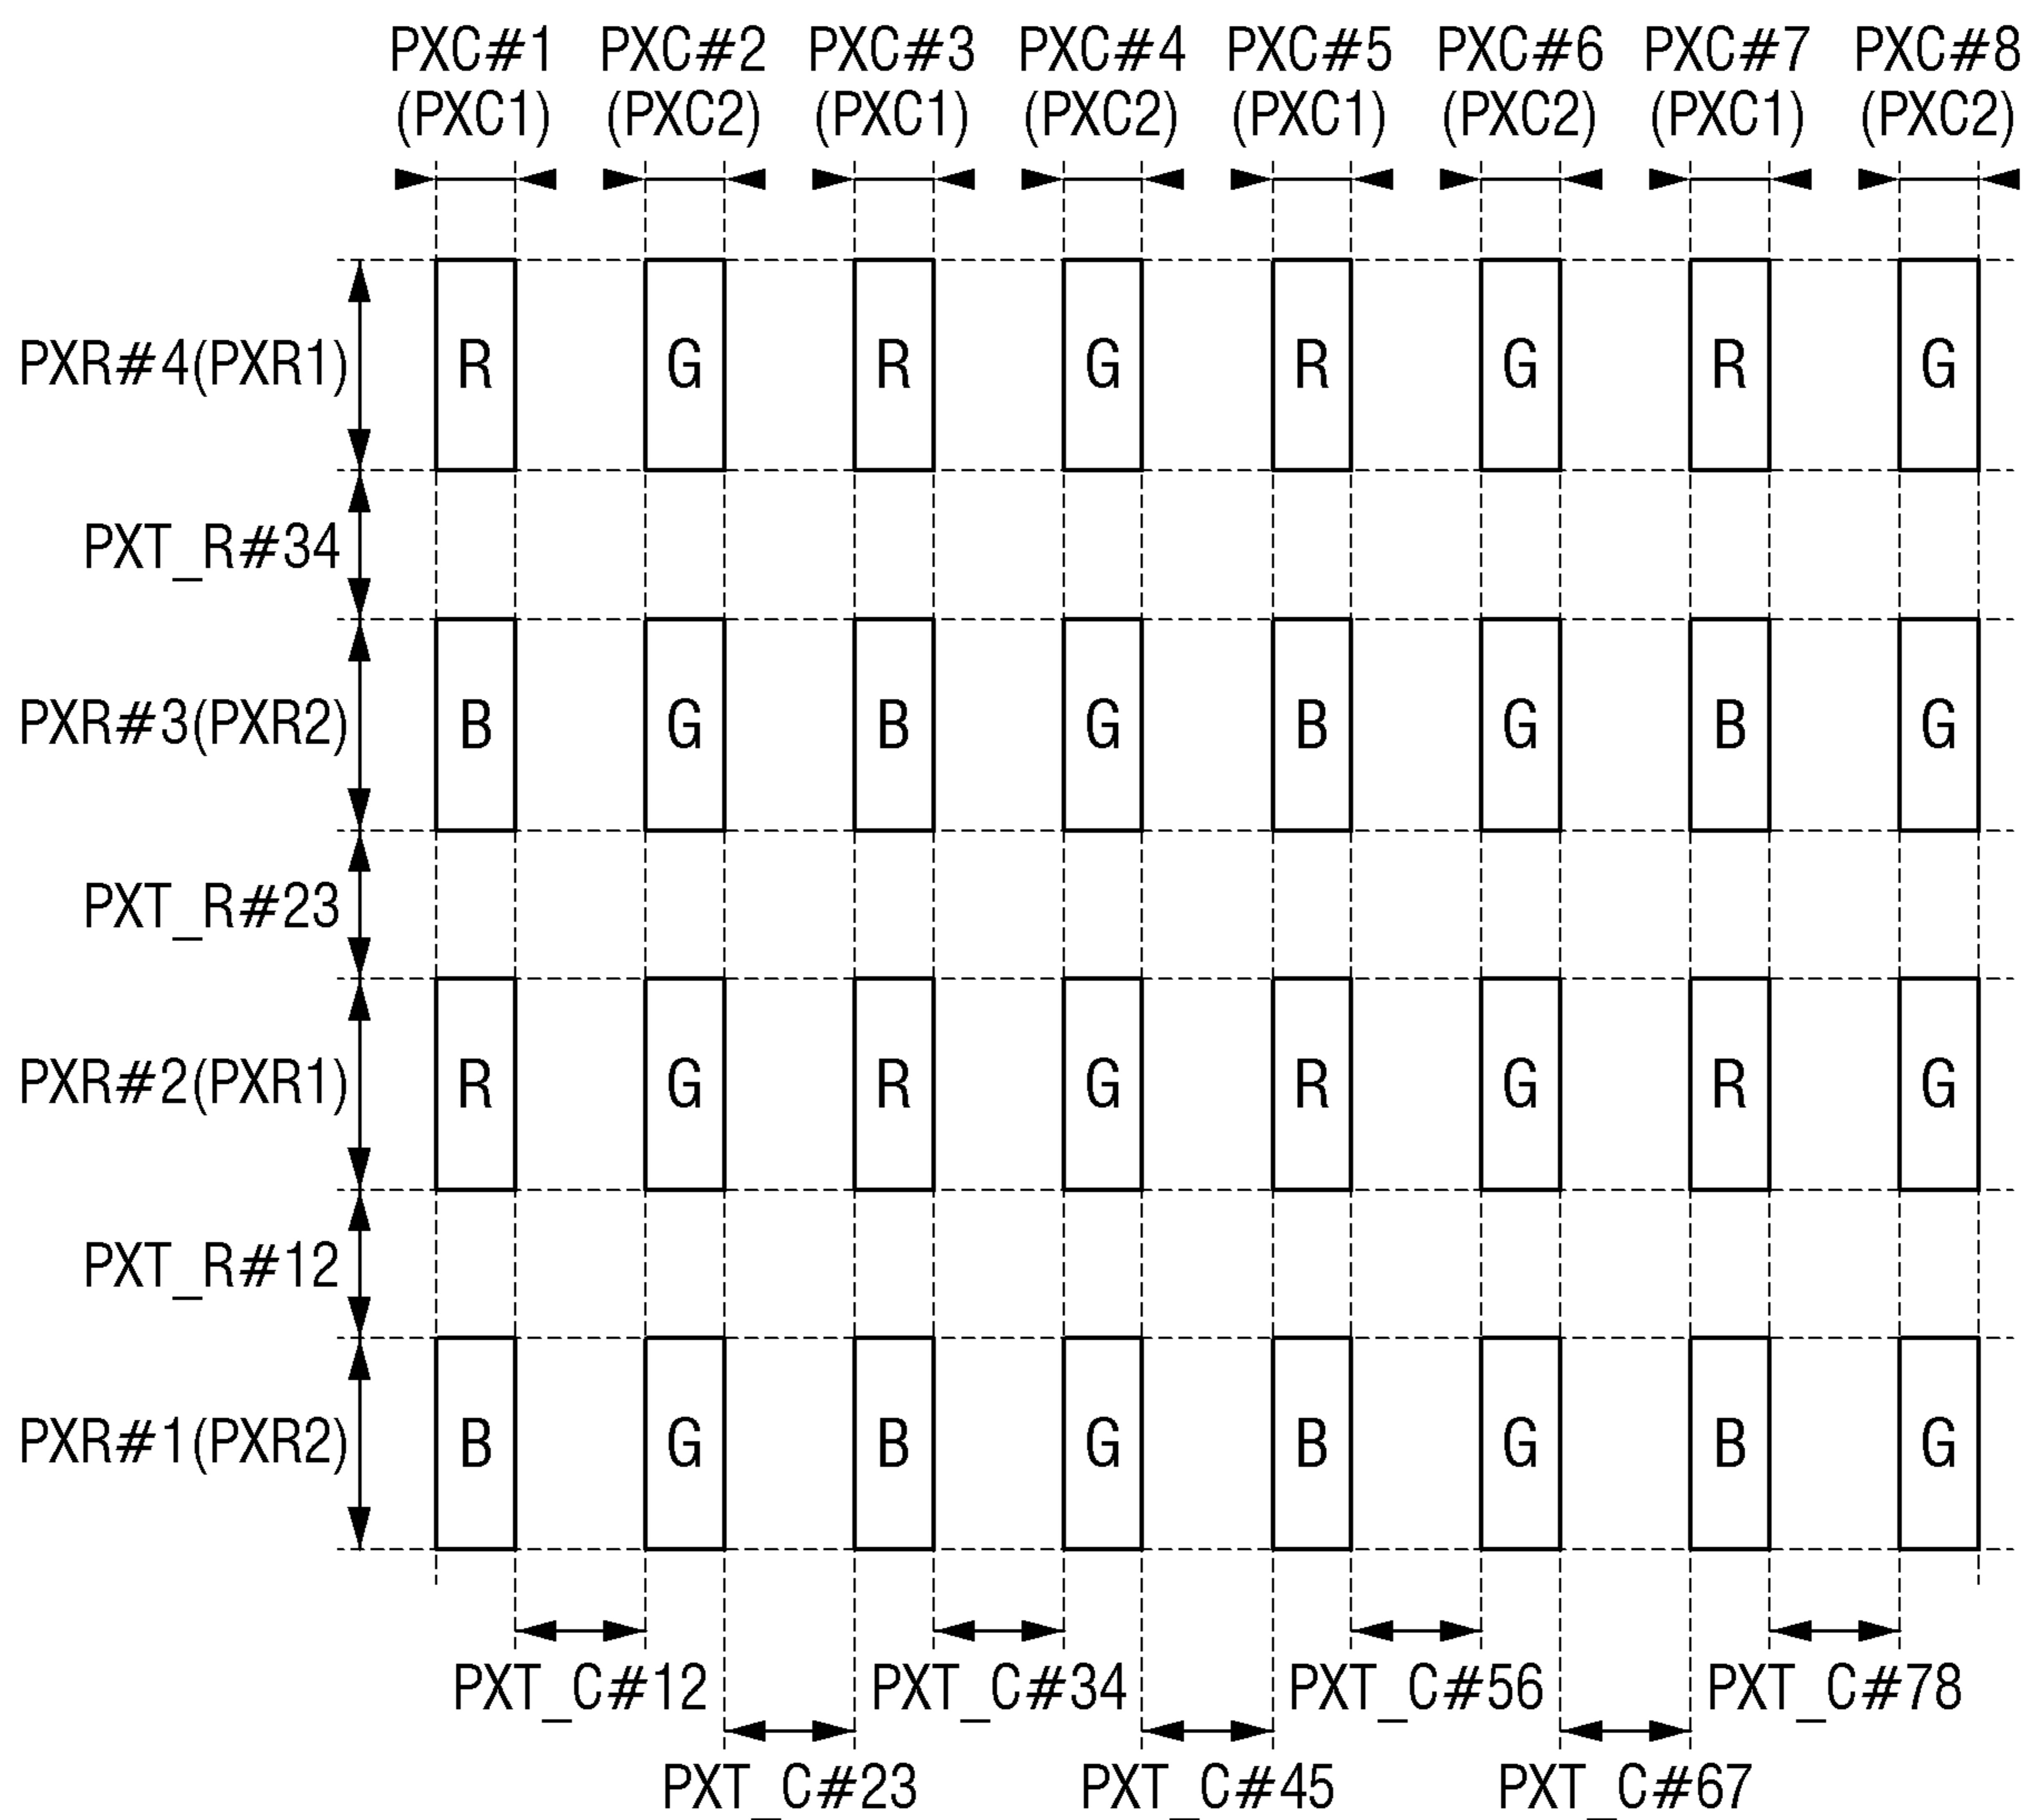 PXC#1 PXC#2 PXC#3 PXC#4 PXC#5 PXC#6 PXC#7 PXC#8
(PXC1) (PXC2) (PXC1) (PXC2) (PXC1) (PXC2) (PXC1) (PXC2)
PXR#4(PXR1) R G R G R G R G
PXT_R#34
PXR#3(PXR2) B G B G B G B G
PXT_R#23
PXR#2(PXR1) R G R G R G R G
PXT_R#12
PXR#1(PXR2) B G B G B G B G
PXT_C#12 PXT_C#34 PXT_C#56 PXT_C#78
PXT_C#23 PXT_C#45 PXT_C#67